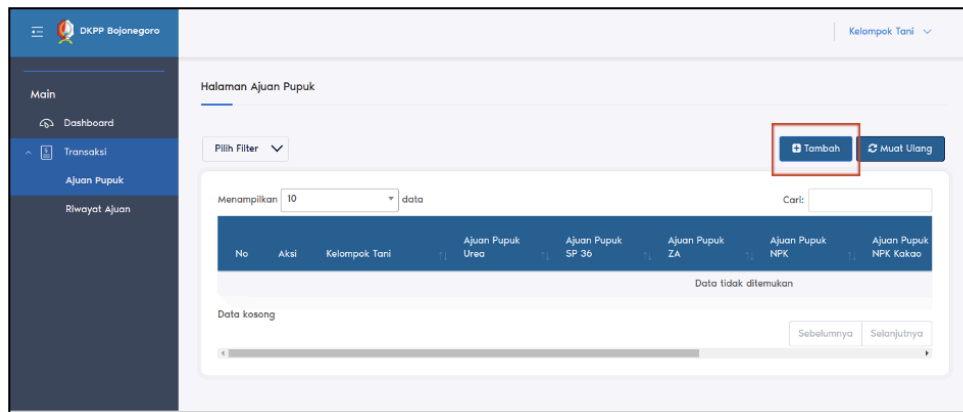 DKPP Bojonegoro
Kelompok Tani
Main
Dashboard
Transaksi
Ajuan Pupuk
Riwayat Ajuan
Halaman Ajuan Pupuk
Pilih Filter
Tambah
Muat Ulang
Menampilkan 10 data
Cari:
No Aksi Kelompok Tani Ajuan Pupuk Urea Ajuan Pupuk SP 36 Ajuan Pupuk ZA Ajuan Pupuk NPK Ajuan Pupuk NPK Kakao
Data tidak ditemukan
Data kosong
Sebelumnya Selanjutnya